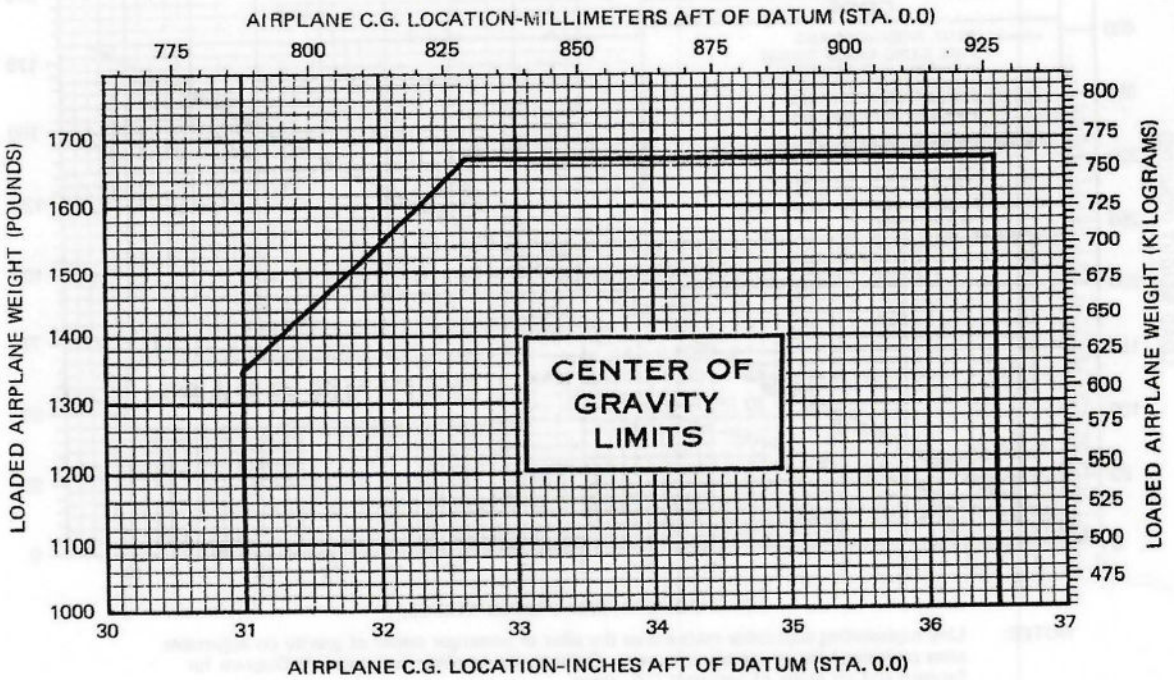 AIRPLANE C.G. LOCATION-MILLIMETERS AFT OF DATUM (STA. 0.0)
775 800 825 850 875 900 925
LOADED AIRPLANE WEIGHT (POUNDS)
1700
1600
1500
1400
1300
1200
1100
1000
CENTER OF
GRAVITY
LIMITS
800
775
750
725
700
675
650
625
600
575
550
525
500
475
LOADED AIRPLANE WEIGHT (KILOGRAMS)
30 31 32 33 34 35 36 37
AIRPLANE C.G. LOCATION-INCHES AFT OF DATUM (STA. 0.0)